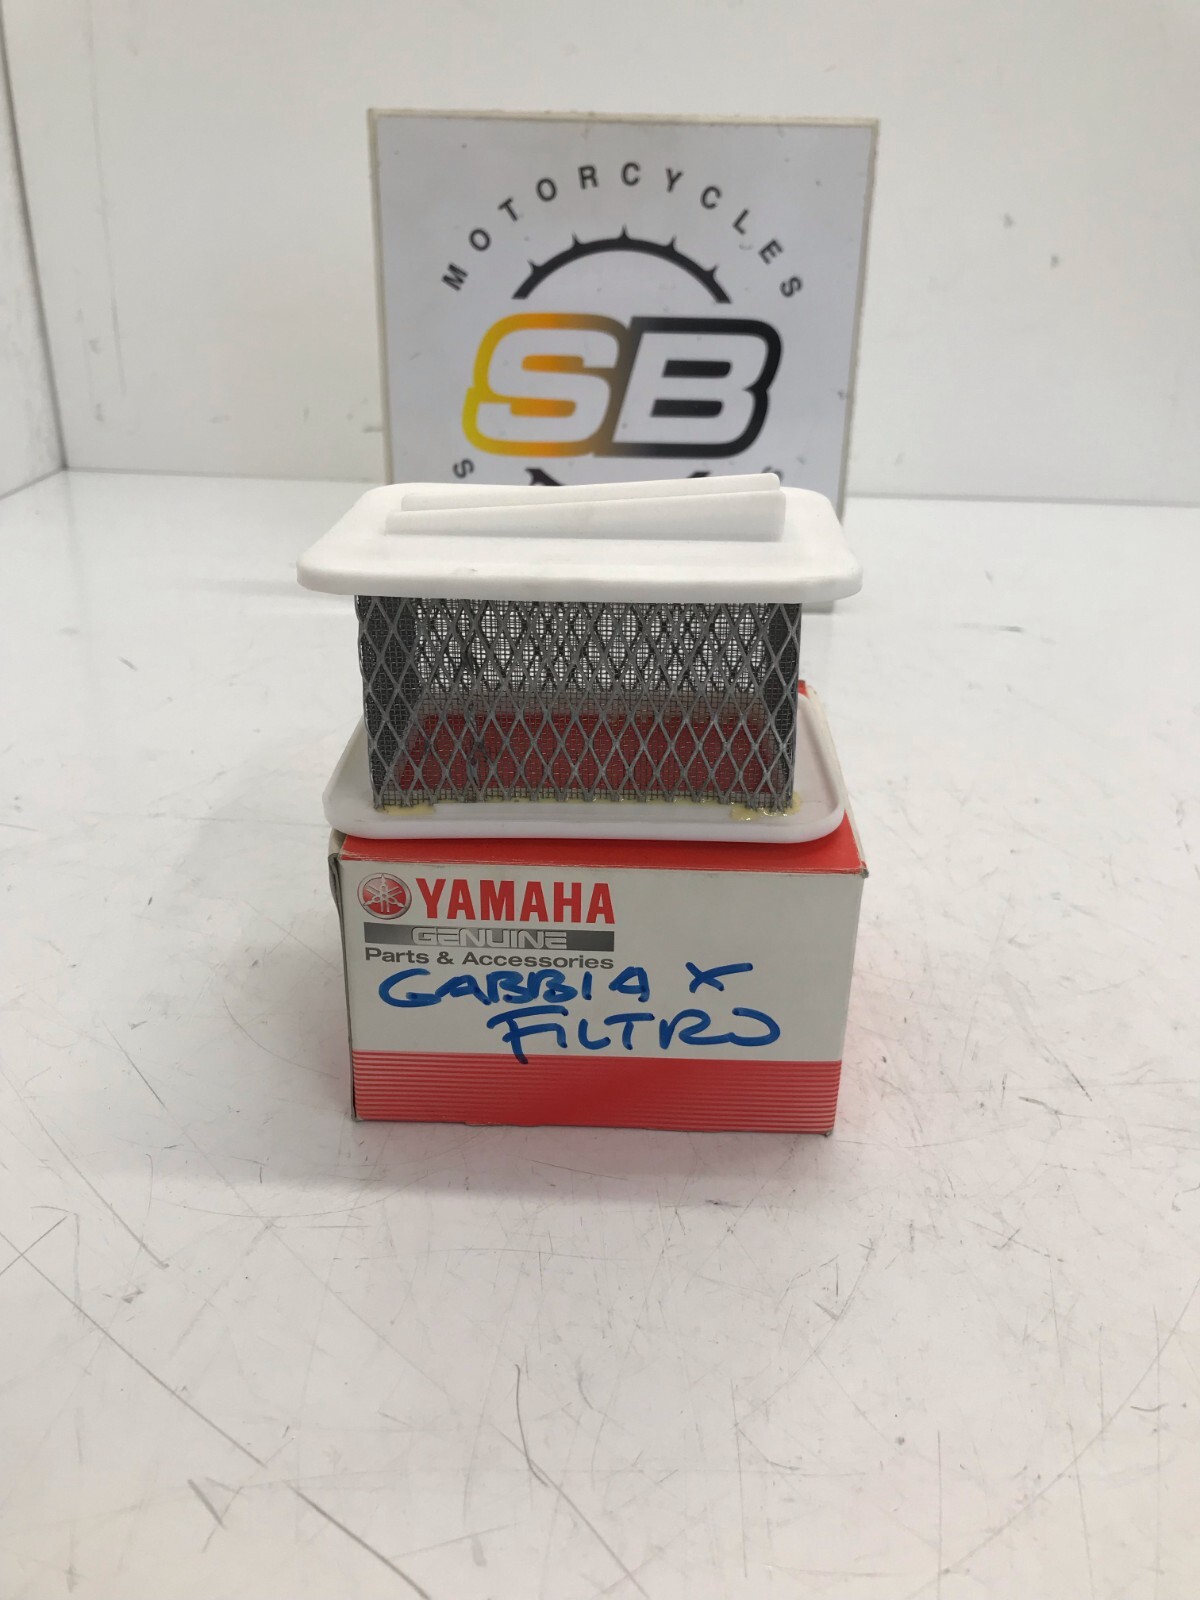 MOTORCYCLES
SB
S S
YAMAHA
GENUINE
Parts & Accessories
GABBIA X
FILTRO